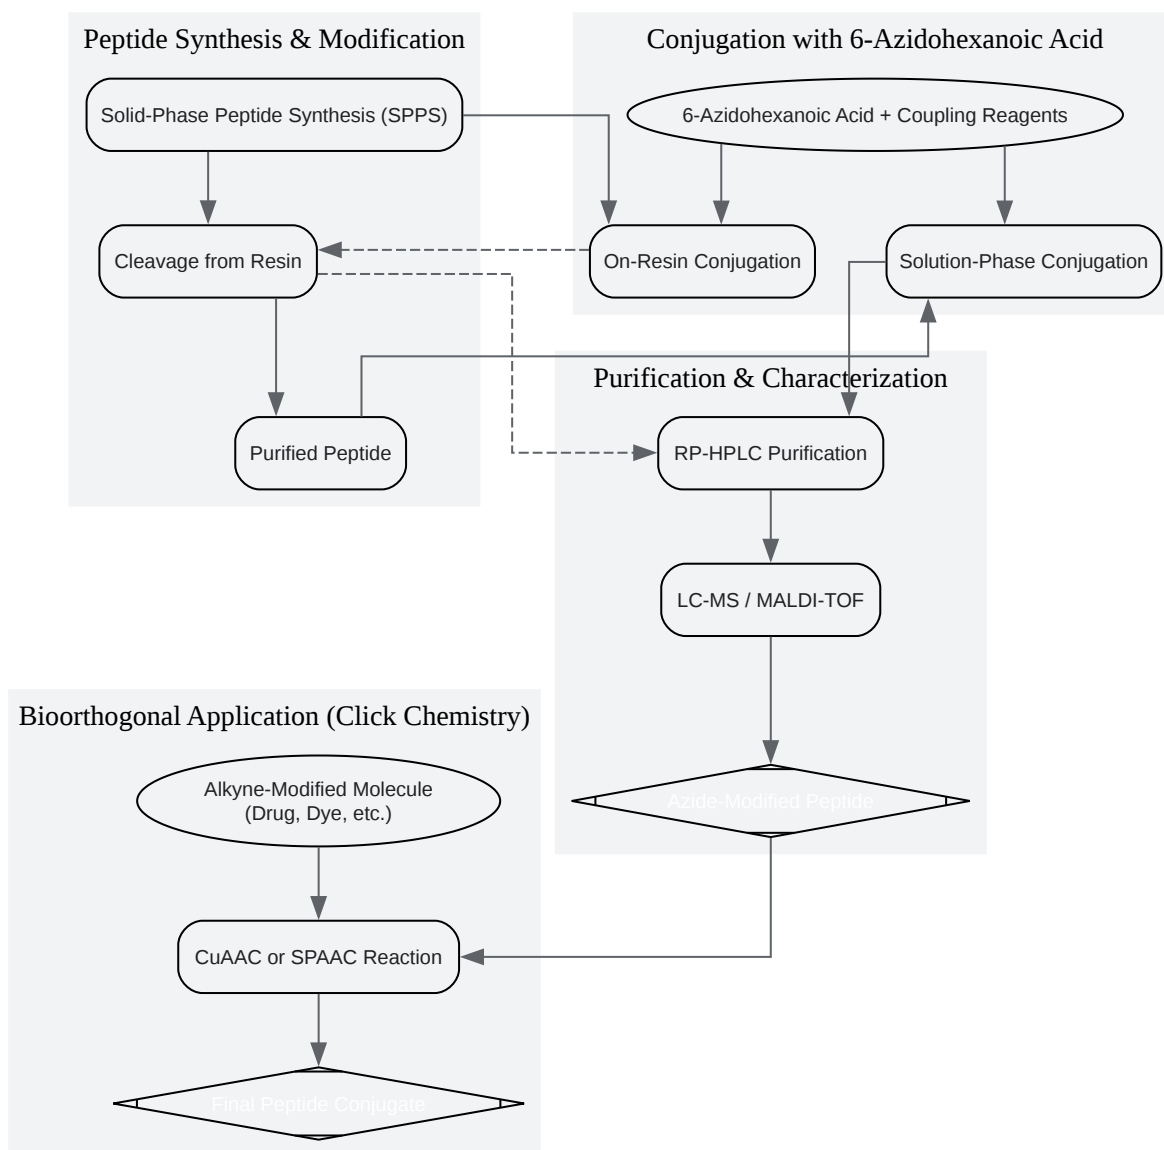 Peptide Synthesis & Modification
Solid-Phase Peptide Synthesis (SPPS)
Cleavage from Resin
Purified Peptide
Conjugation with 6-Azidohexanoic Acid
6-Azidohexanoic Acid + Coupling Reagents
On-Resin Conjugation
Solution-Phase Conjugation
Purification & Characterization
RP-HPLC Purification
LC-MS / MALDI-TOF
Azide-Modified Peptide
Bioorthogonal Application (Click Chemistry)
Alkyne-Modified Molecule
(Drug, Dye, etc.)
CuAAC or SPAAC Reaction
Final Peptide Conjugate